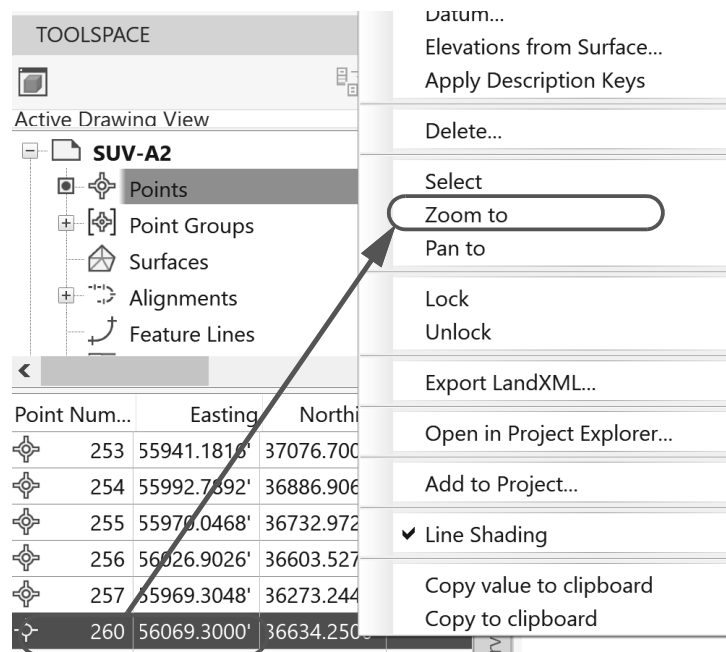 TOOLSPACE
Active Drawing View
SUV-A2
Points
Point Groups
Surfaces
Alignments
Feature Lines
Point Num... Easting Northi
253 55941.1816' 37076.700
254 55992.7892' 36886.906
255 55970.0468' 36732.972
256 56026.9026' 36603.527
257 55969.3048' 36273.244
260 56069.3000' 36634.2500
Datum...
Elevations from Surface...
Apply Description Keys
Delete...
Select
Zoom to
Pan to
Lock
Unlock
Export LandXML...
Open in Project Explorer...
Add to Project...
Line Shading
Copy value to clipboard
Copy to clipboard